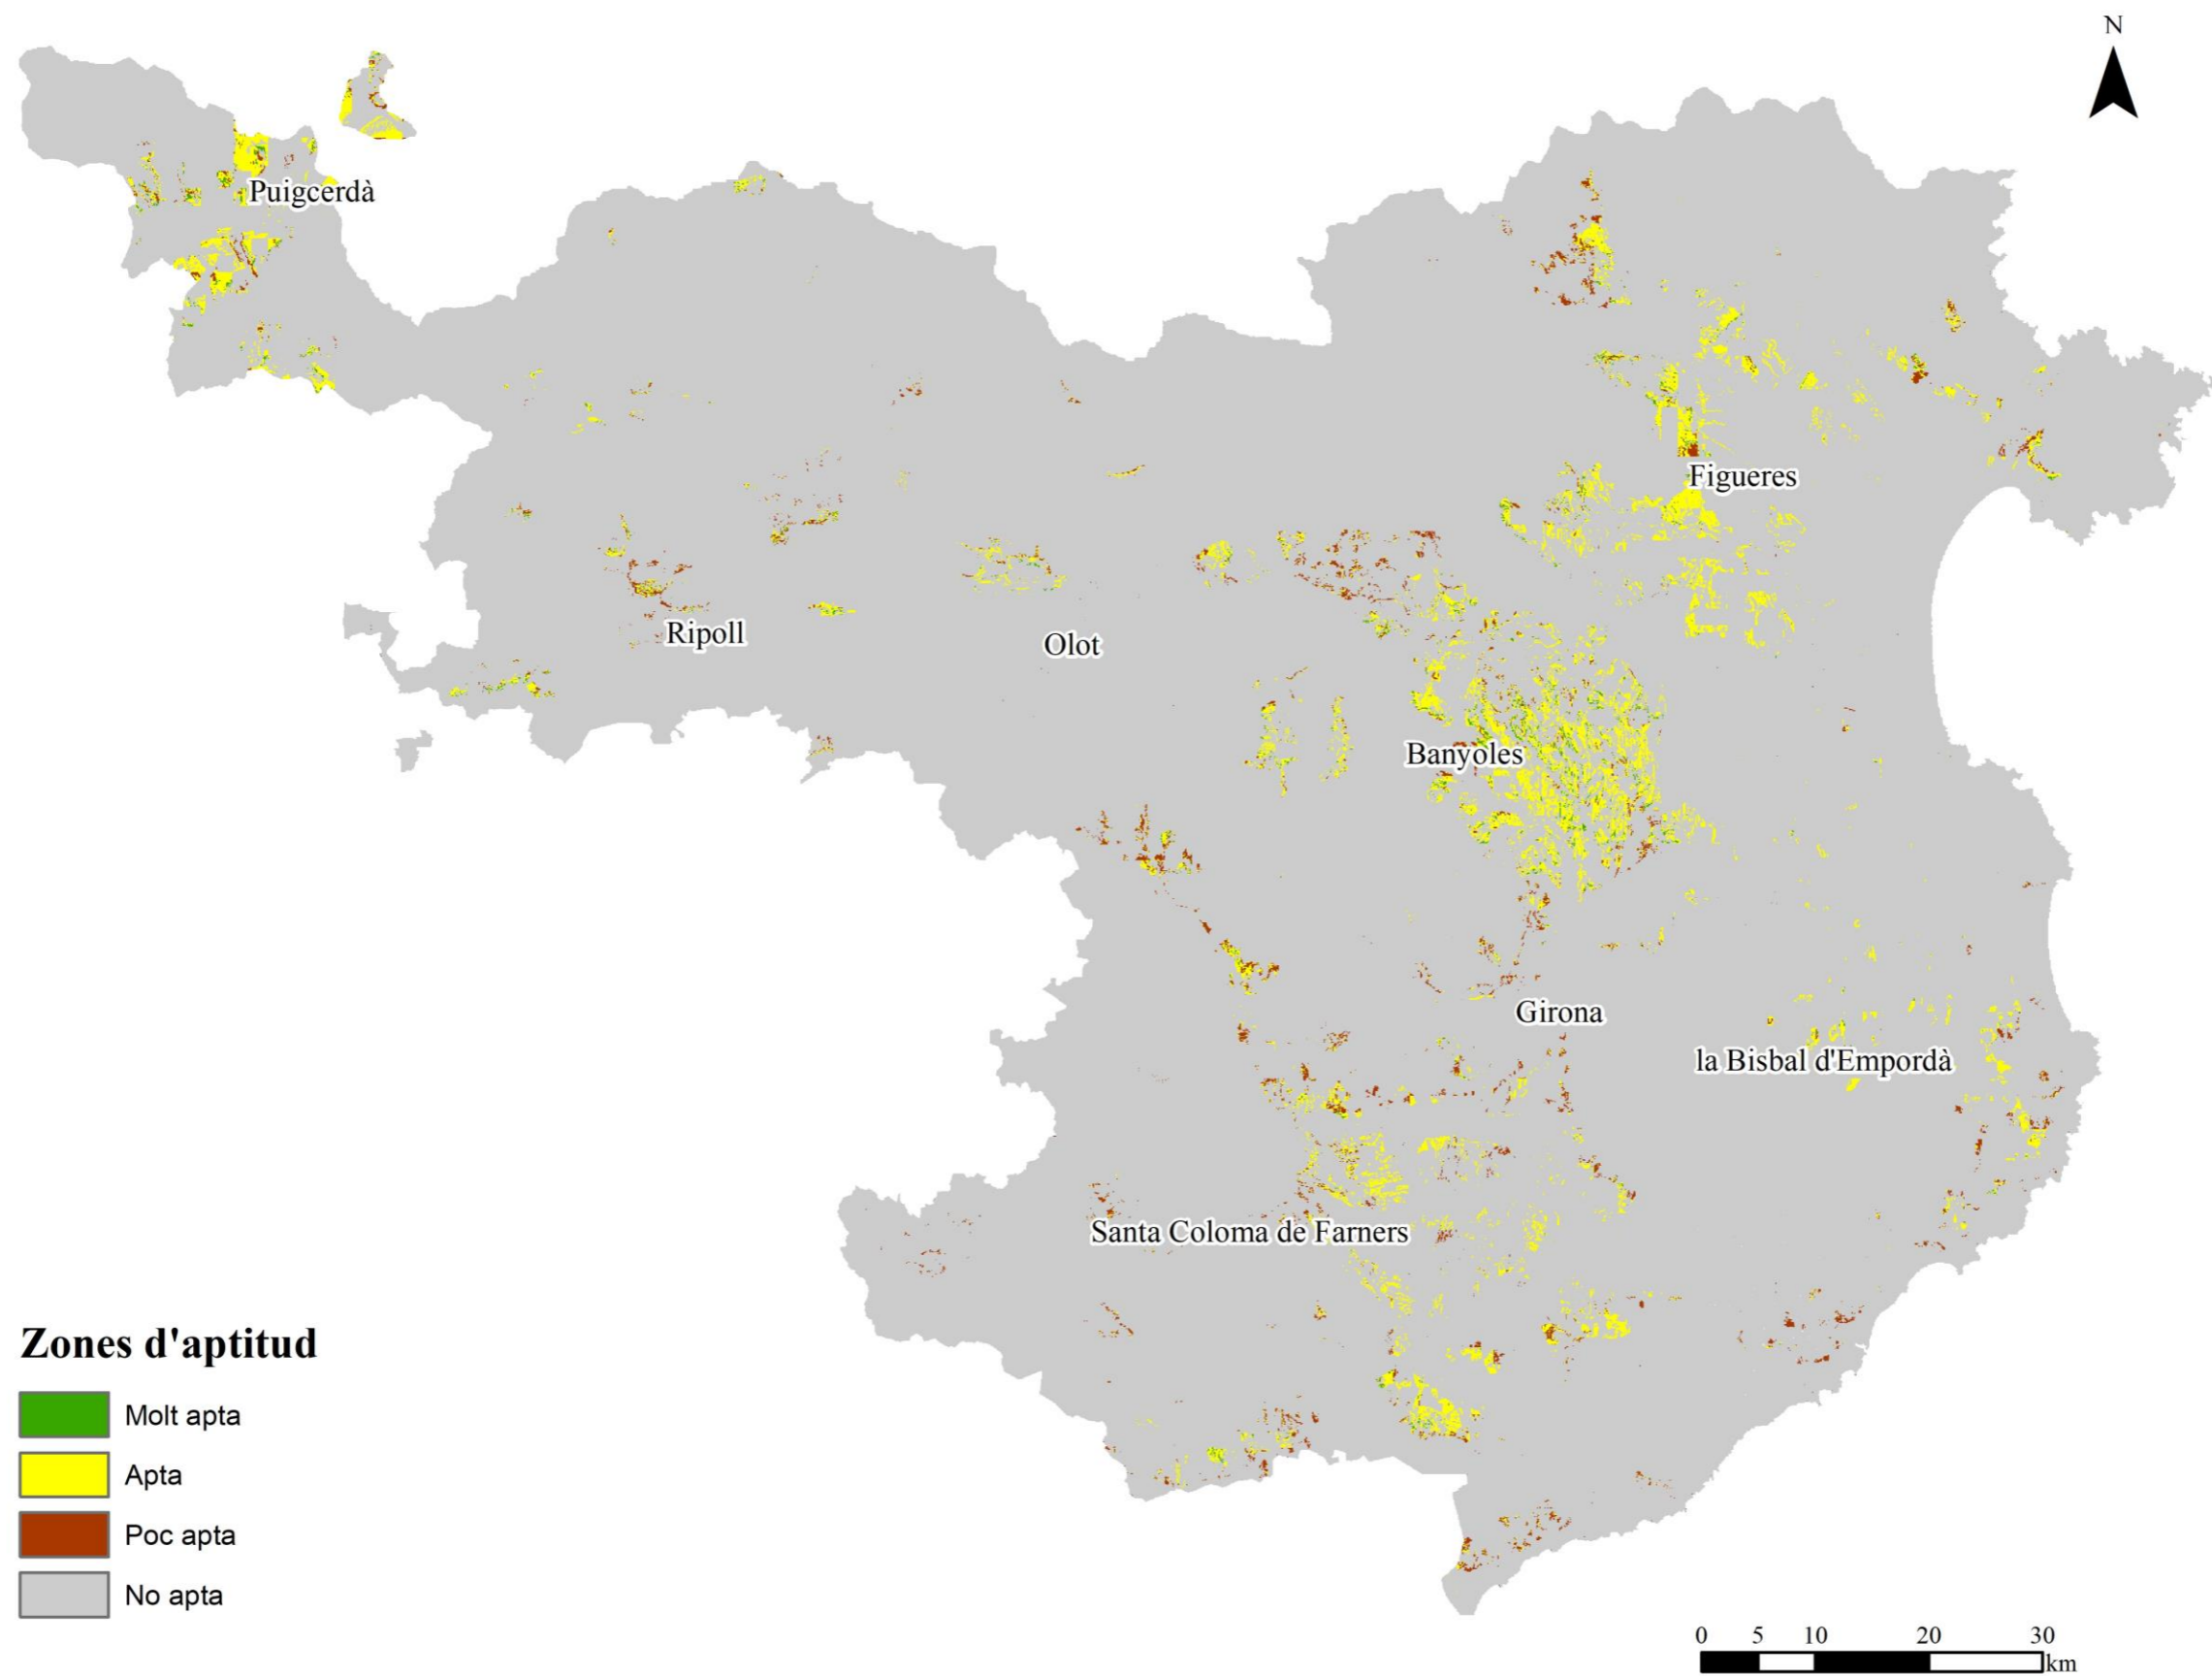 N
Puigcerdà
Figueres
Ripoll
Olot
Banyoles
Girona
la Bisbal d'Empordà
Santa Coloma de Farners
Zones d'aptitud
Molt apta
Apta
Poc apta
No apta
0 5 10 20 30
km